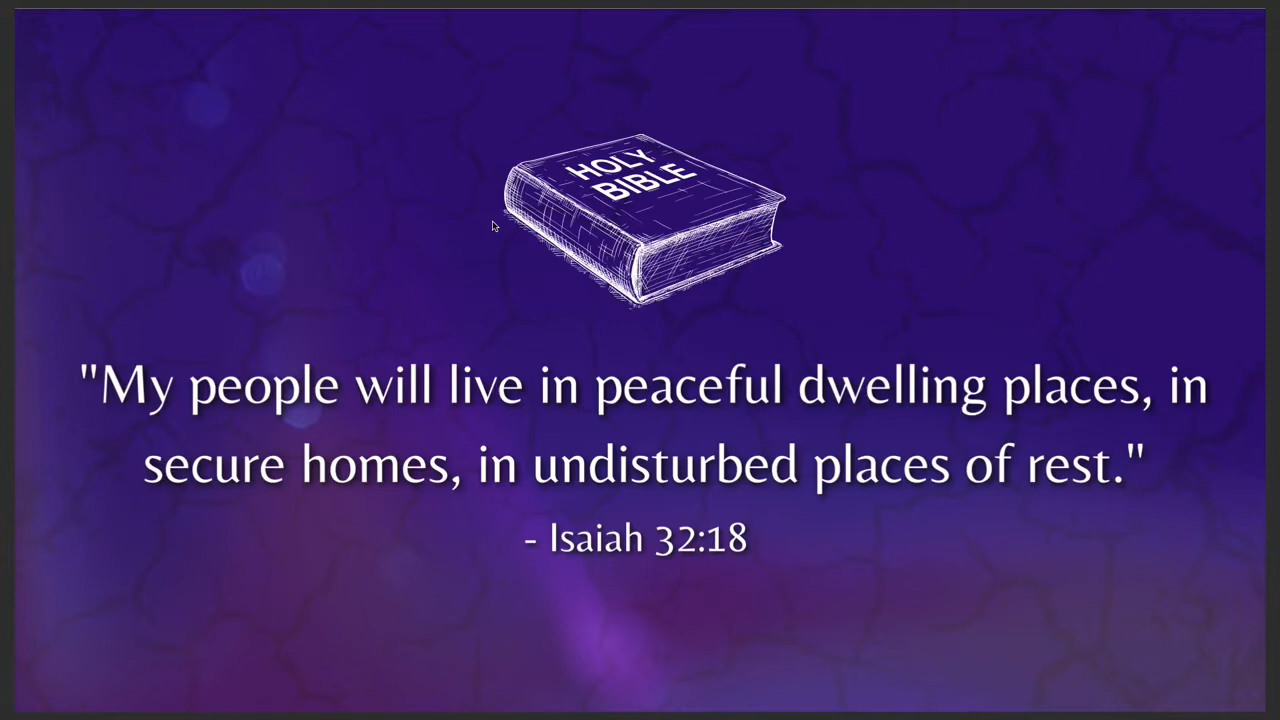 HOLY
BIBLE
"My people will live in peaceful dwelling places, in
secure homes, in undisturbed places of rest."
- Isaiah 32:18